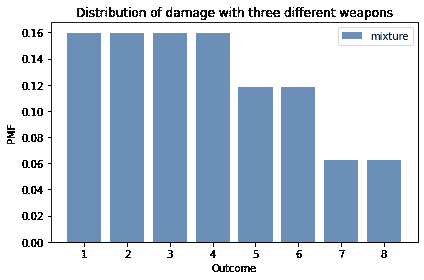 Distribution of damage with three different weapons
mixture
PMF
0.16
0.14
0.12
0.10
0.08
0.06
0.04
0.02
0.00
1 2 3 4 5 6 7 8
Outcome